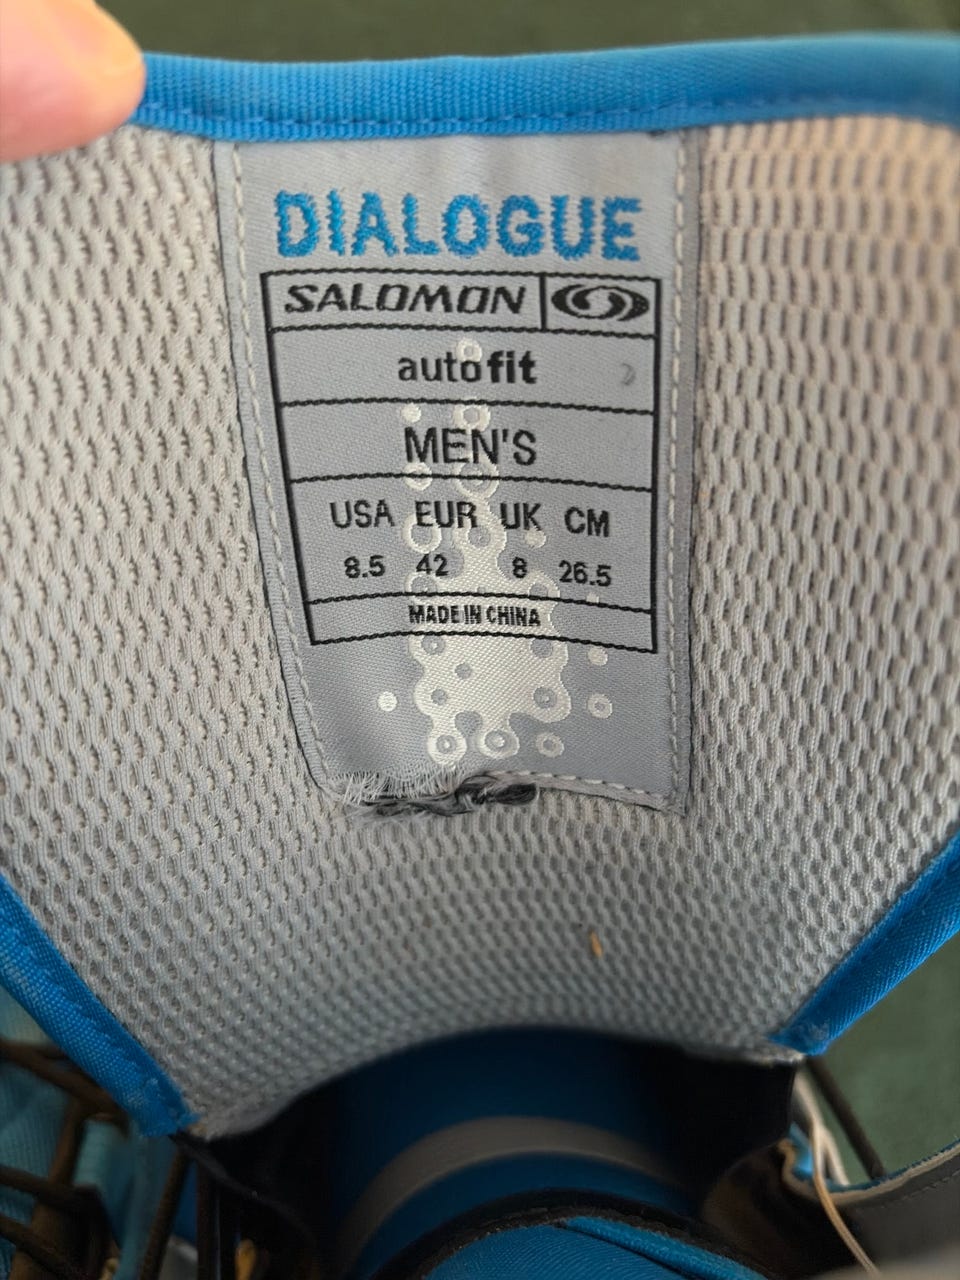 DIALOGUE
SALOMON
autofit
MEN'S
USA EUR UK CM
8.5 42 8 26.5
MADE IN CHINA